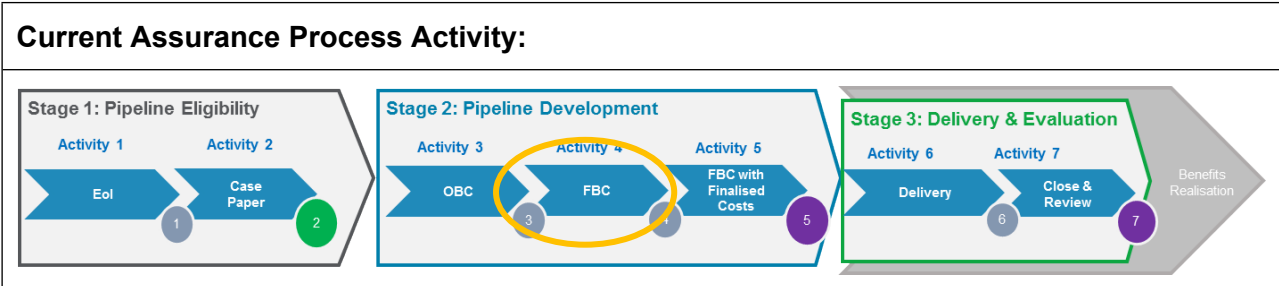 Current Assurance Process Activity:
Stage 1: Pipeline Eligibility
Activity 1
Activity 2
EoI
Case
Paper
1
2
Stage 2: Pipeline Development
Activity 3
Activity 4
Activity 5
OBC
FBC
FBC with
Finalised
Costs
3
4
5
Stage 3: Delivery & Evaluation
Activity 6
Activity 7
Delivery
Close &
Review
6
7
Benefits
Realisation